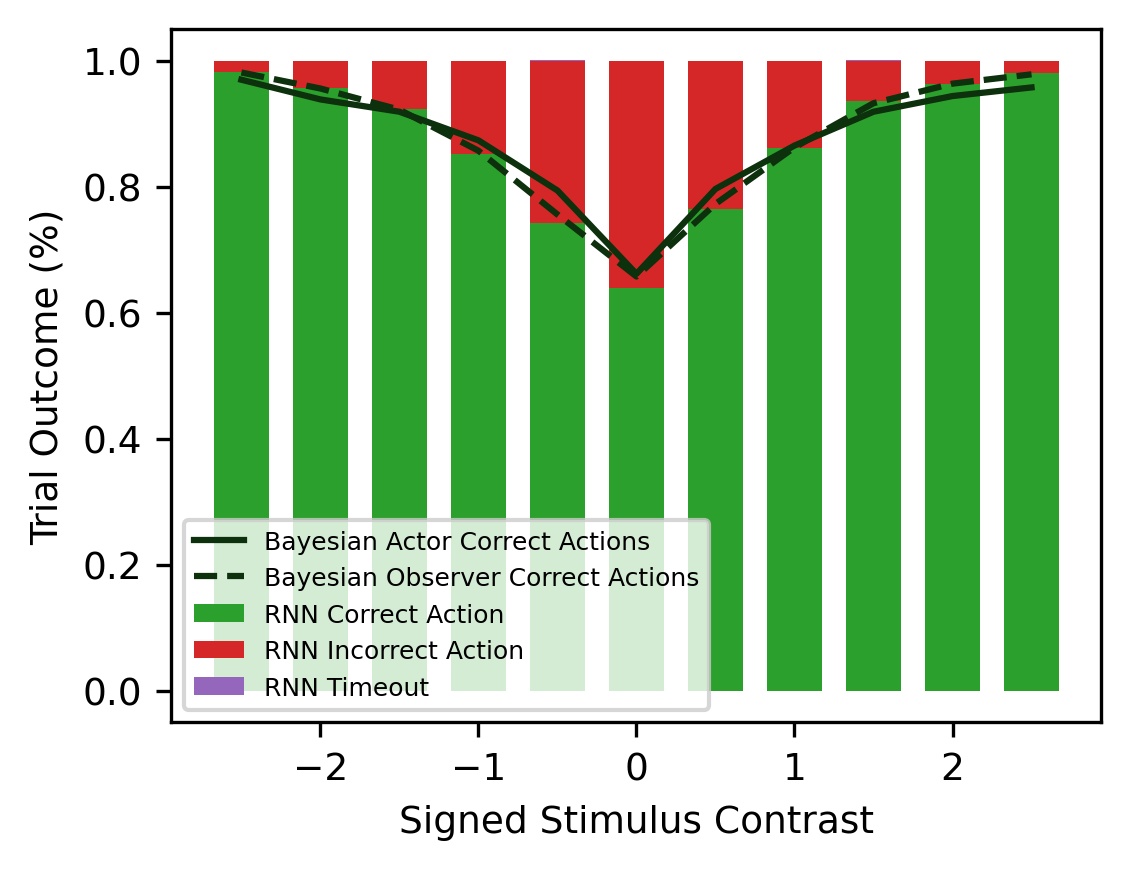 Trial Outcome (%)
1.0
0.8
0.6
0.4
0.2
0.0
Bayesian Actor Correct Actions
Bayesian Observer Correct Actions
RNN Correct Action
RNN Incorrect Action
RNN Timeout
−2 −1 0 1 2
Signed Stimulus Contrast